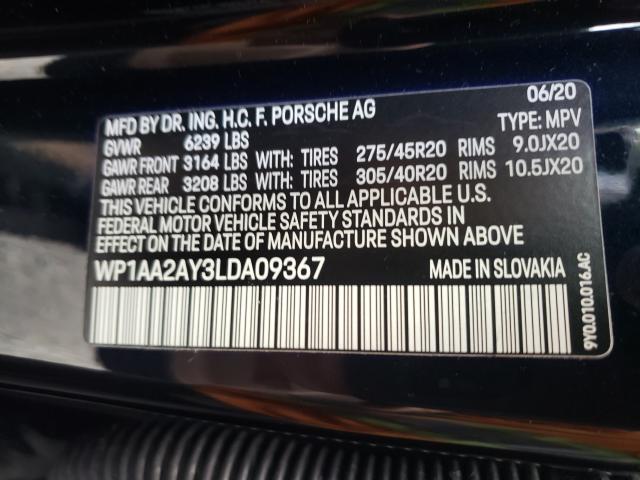 06/20
MFD BY DR. ING. H.C. F. PORSCHE AG
GVWR 6239 LBS TYPE: MPV
GAWR FRONT 3164 LBS WITH: TIRES 275/45R20 RIMS 9.0JX20
GAWR REAR 3208 LBS WITH: TIRES 305/40R20 RIMS 10.5JX20
THIS VEHICLE CONFORMS TO ALL APPLICABLE U.S.
FEDERAL MOTOR VEHICLE SAFETY STANDARDS IN
EFFECT ON THE DATE OF MANUFACTURE SHOWN ABOVE
WP1AA2AY3LDA09367 MADE IN SLOVAKIA
9Y0.010.016.AC